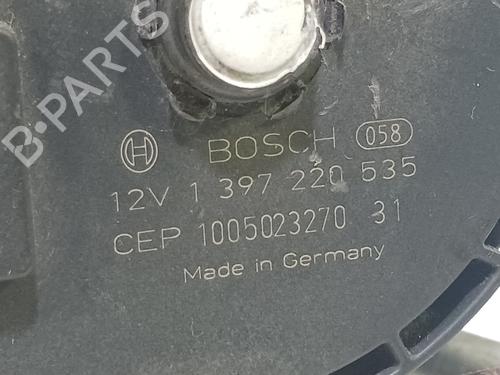 BOSCH 058
12V 1 397 220 535
CEP 1005023270 31
Made in Germany
B-PARTS